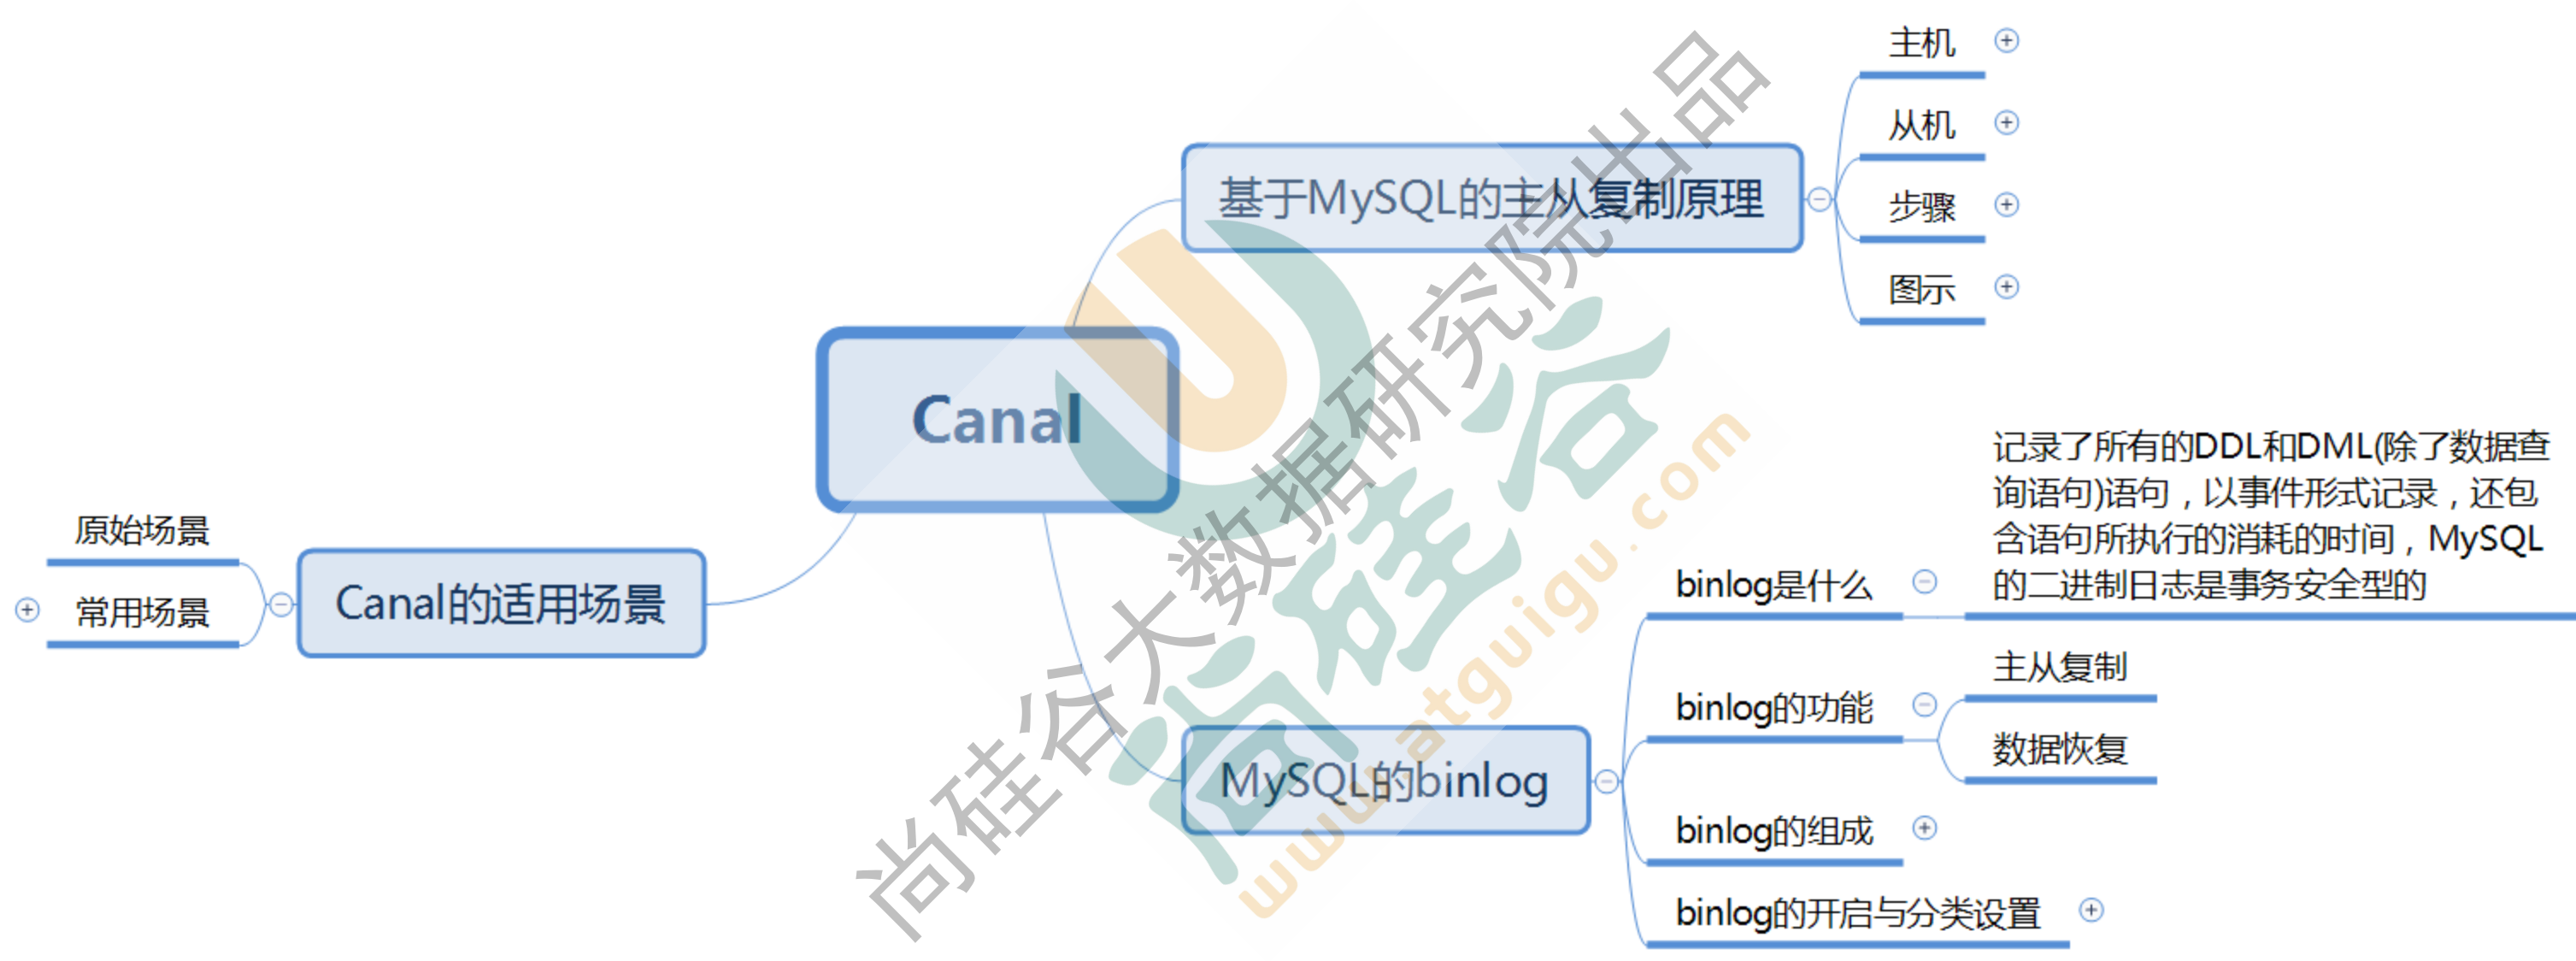 Canal
基于MySQL的主从复制原理
主机
从机
步骤
图示
MySQL的binlog
binlog是什么
记录了所有的DDL和DML(除了数据查
询语句)语句，以事件形式记录，还包
含语句所执行的消耗的时间，MySQL
的二进制日志是事务安全型的
binlog的功能
主从复制
数据恢复
binlog的组成
binlog的开启与分类设置
Canal的适用场景
原始场景
常用场景
尚硅谷大数据研究院出品
尚硅谷
www.atguigu.com